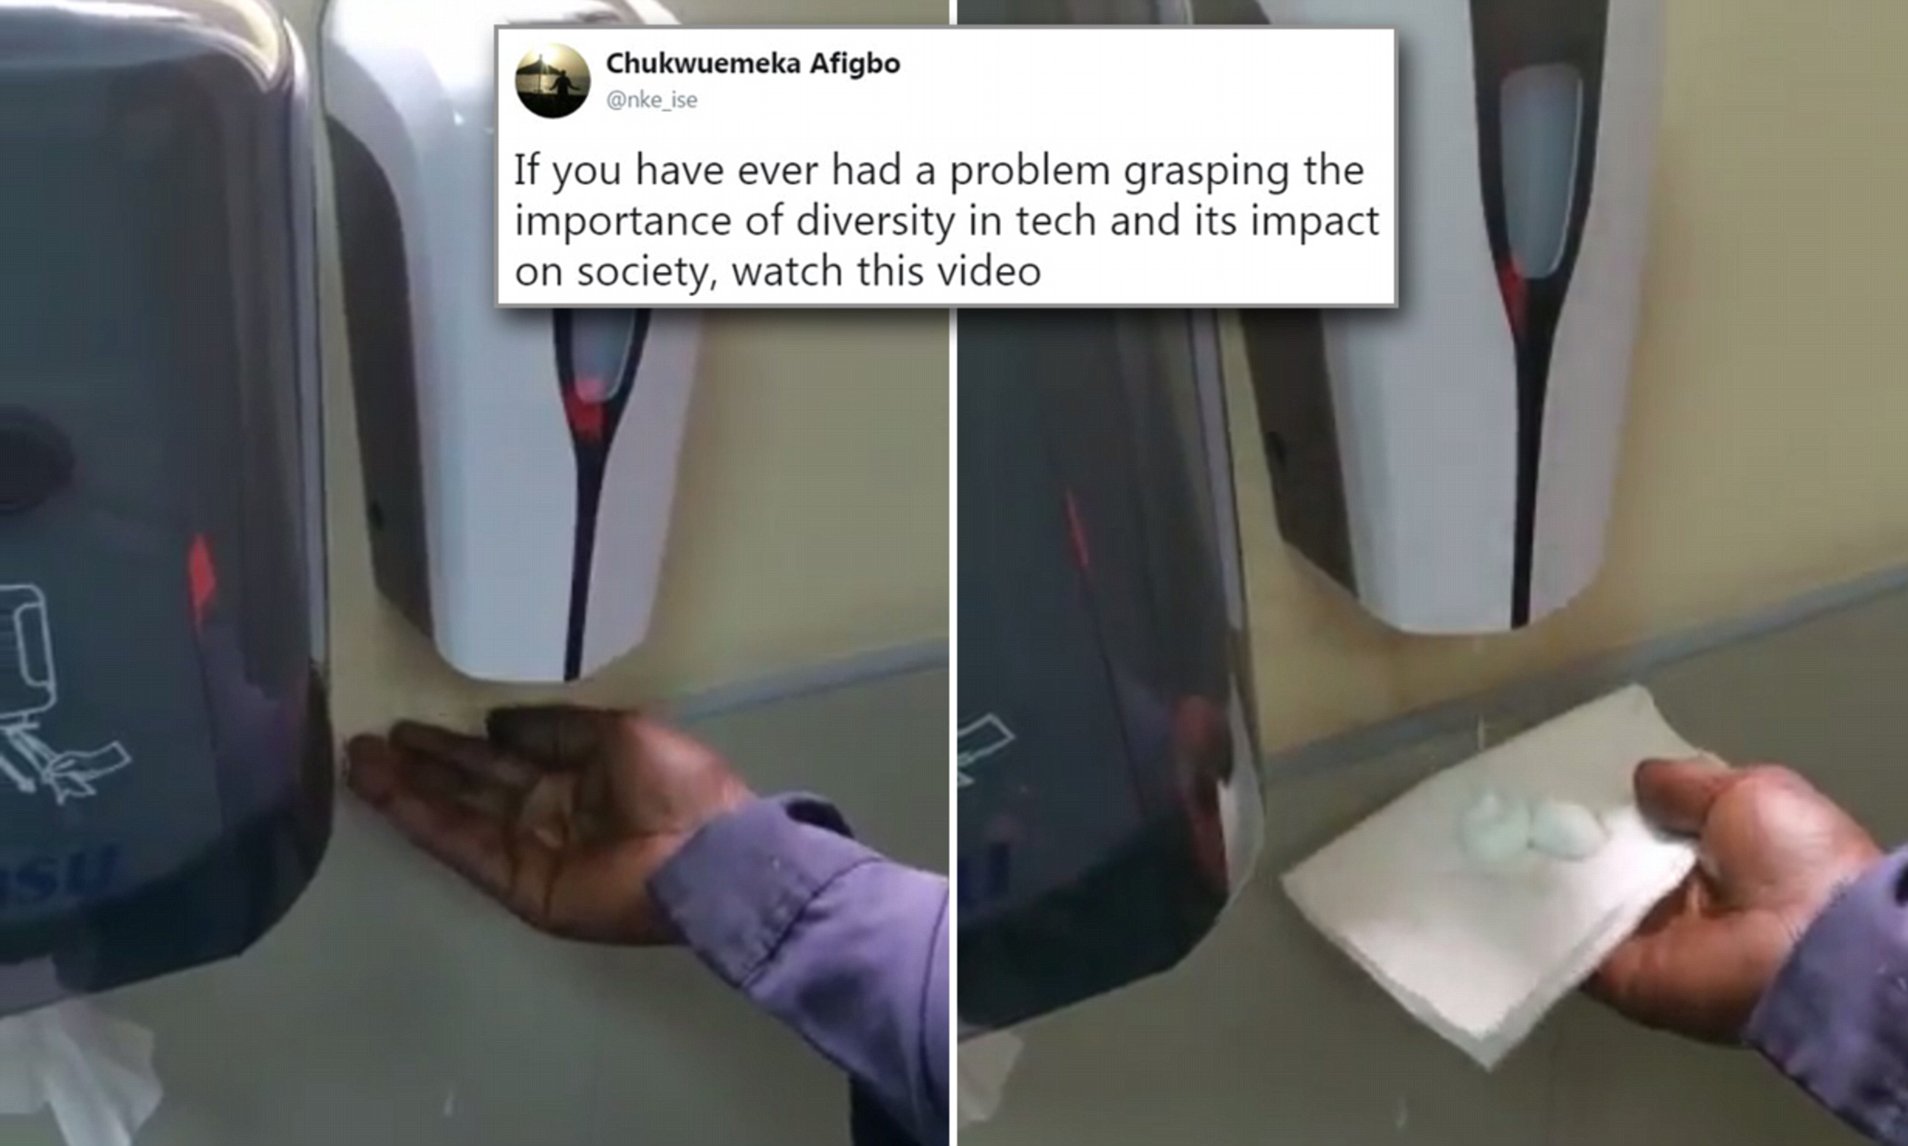 Chukwuemeka Afigbo
@nke_ise
If you have ever had a problem grasping the
importance of diversity in tech and its impact
on society, watch this video